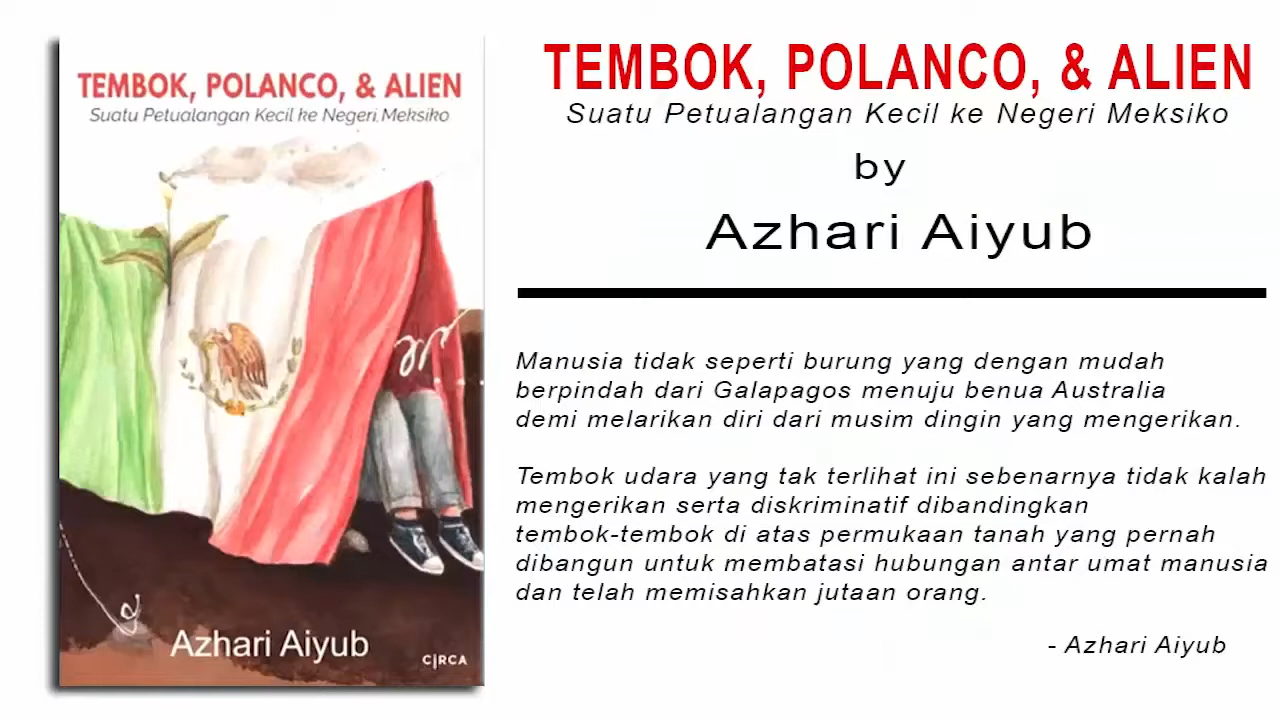 TEMBOK, POLANCO, & ALIEN
Suatu Petualangan Kecil ke Negeri Meksiko
Azhari Aiyub
C|RCA
TEMBOK, POLANCO, & ALIEN
Suatu Petualangan Kecil ke Negeri Meksiko
by
Azhari Aiyub
Manusia tidak seperti burung yang dengan mudah
berpindah dari Galapagos menuju benua Australia
demi melarikan diri dari musim dingin yang mengerikan.
Tembok udara yang tak terlihat ini sebenarnya tidak kalah
mengerikan serta diskriminatif dibandingkan
tembok-tembok di atas permukaan tanah yang pernah
dibangun untuk membatasi hubungan antar umat manusia
dan telah memisahkan jutaan orang.
- Azhari Aiyub